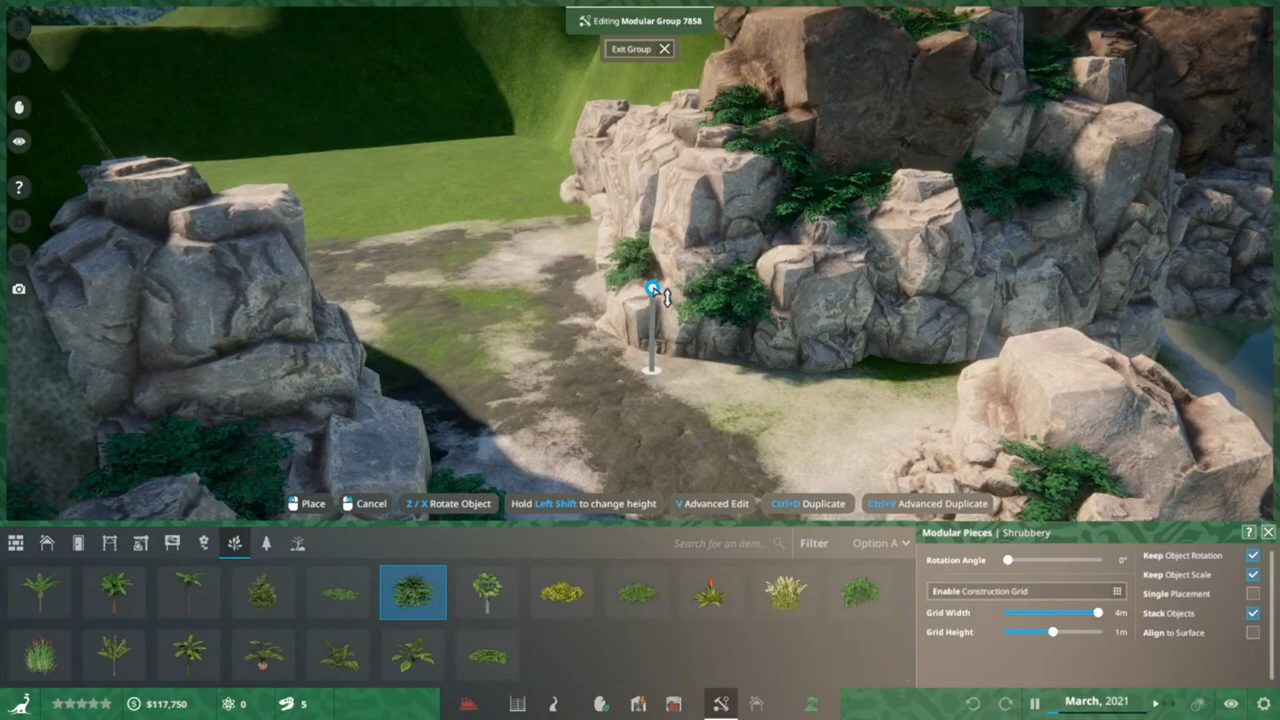 Editing Modular Group 7858
Exit Group
?
Place
Cancel
Z / X Rotate Object
Hold Left Shift to change height
V Advanced Edit
Ctrl+D Duplicate
Ctrl+V Advanced Duplicate
Search for an item...
Filter
Option A
Modular Pieces | Shrubbery
?
Rotation Angle 0°
Enable Construction Grid
Grid Width 4m
Grid Height 1m
Keep Object Rotation
Keep Object Scale
Single Placement
Stack Objects
Align to Surface
$117,750
0
5
March, 2021